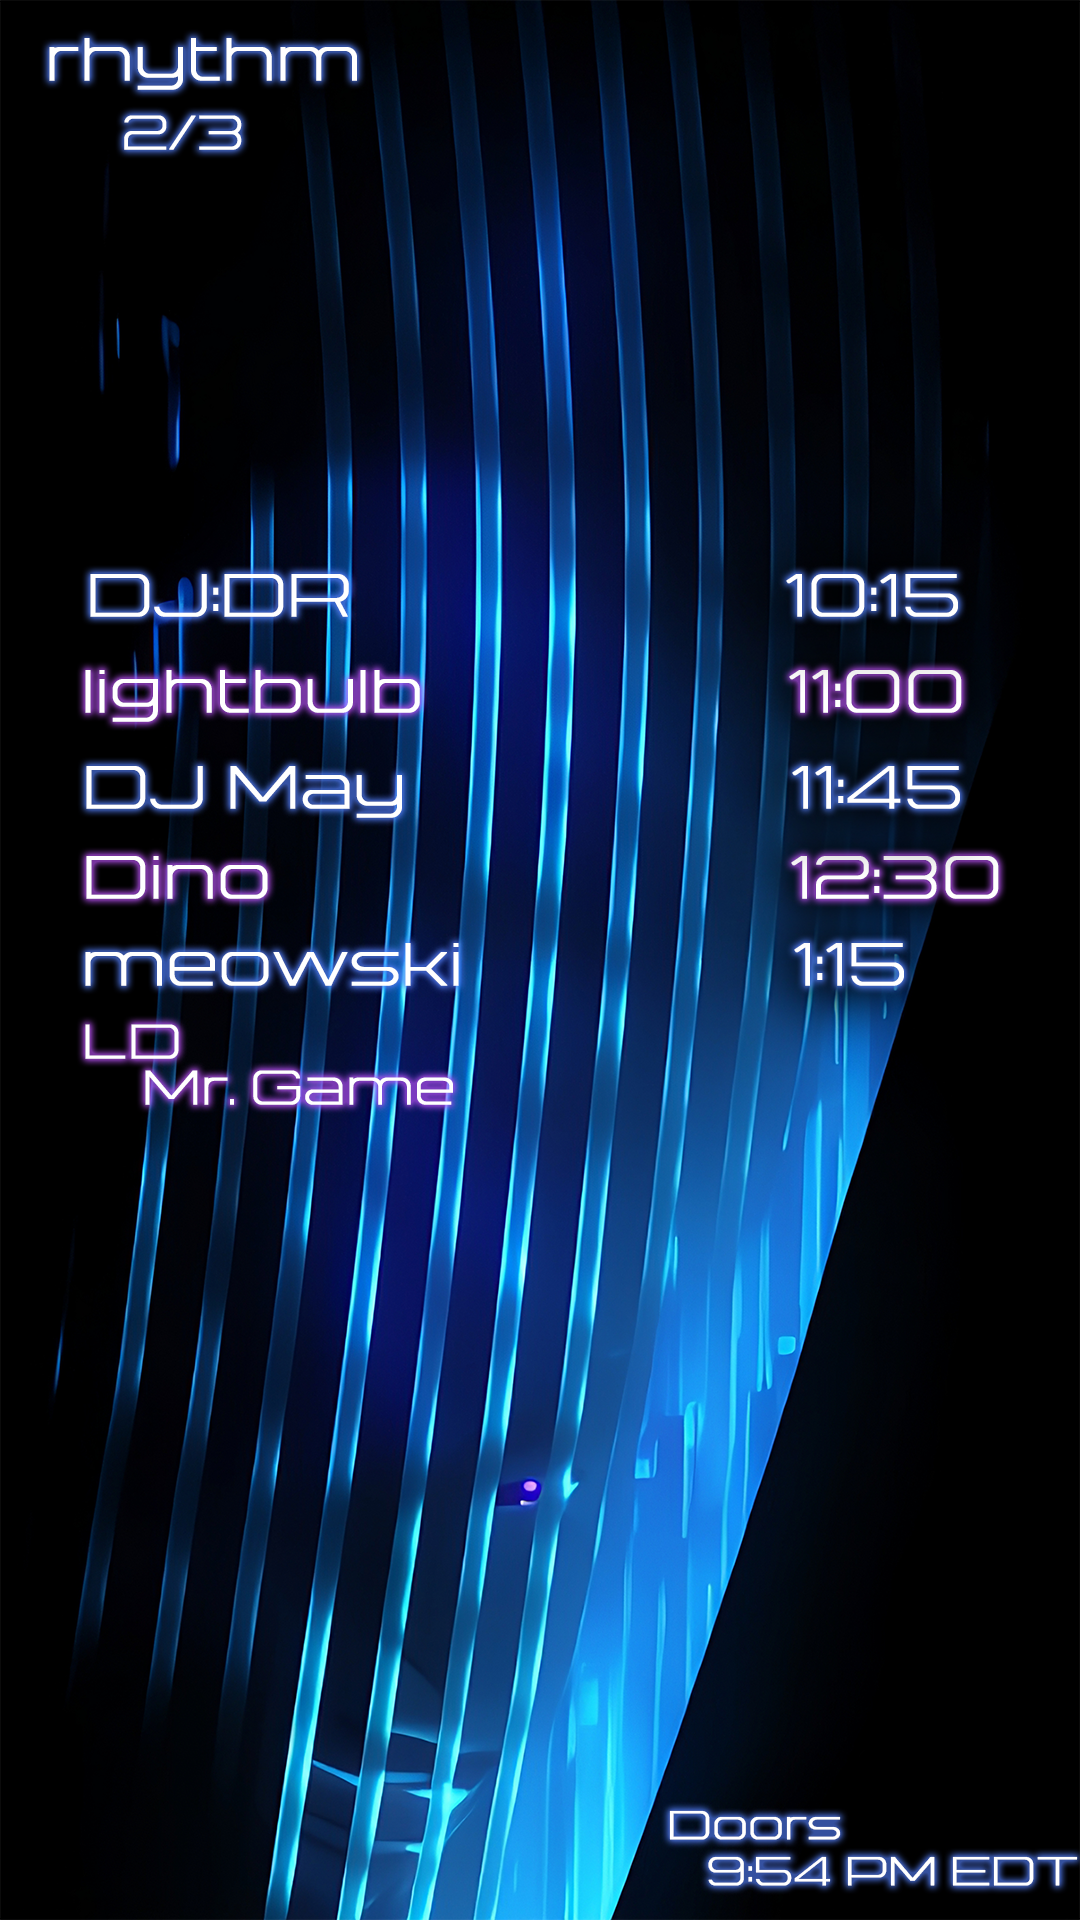 rhythm
2/3
DJ:DR 10:15
lightbulb 11:00
DJ May 11:45
Dino 12:30
meowski 1:15
LD
Mr. Game
Doors
9:54 PM EDT